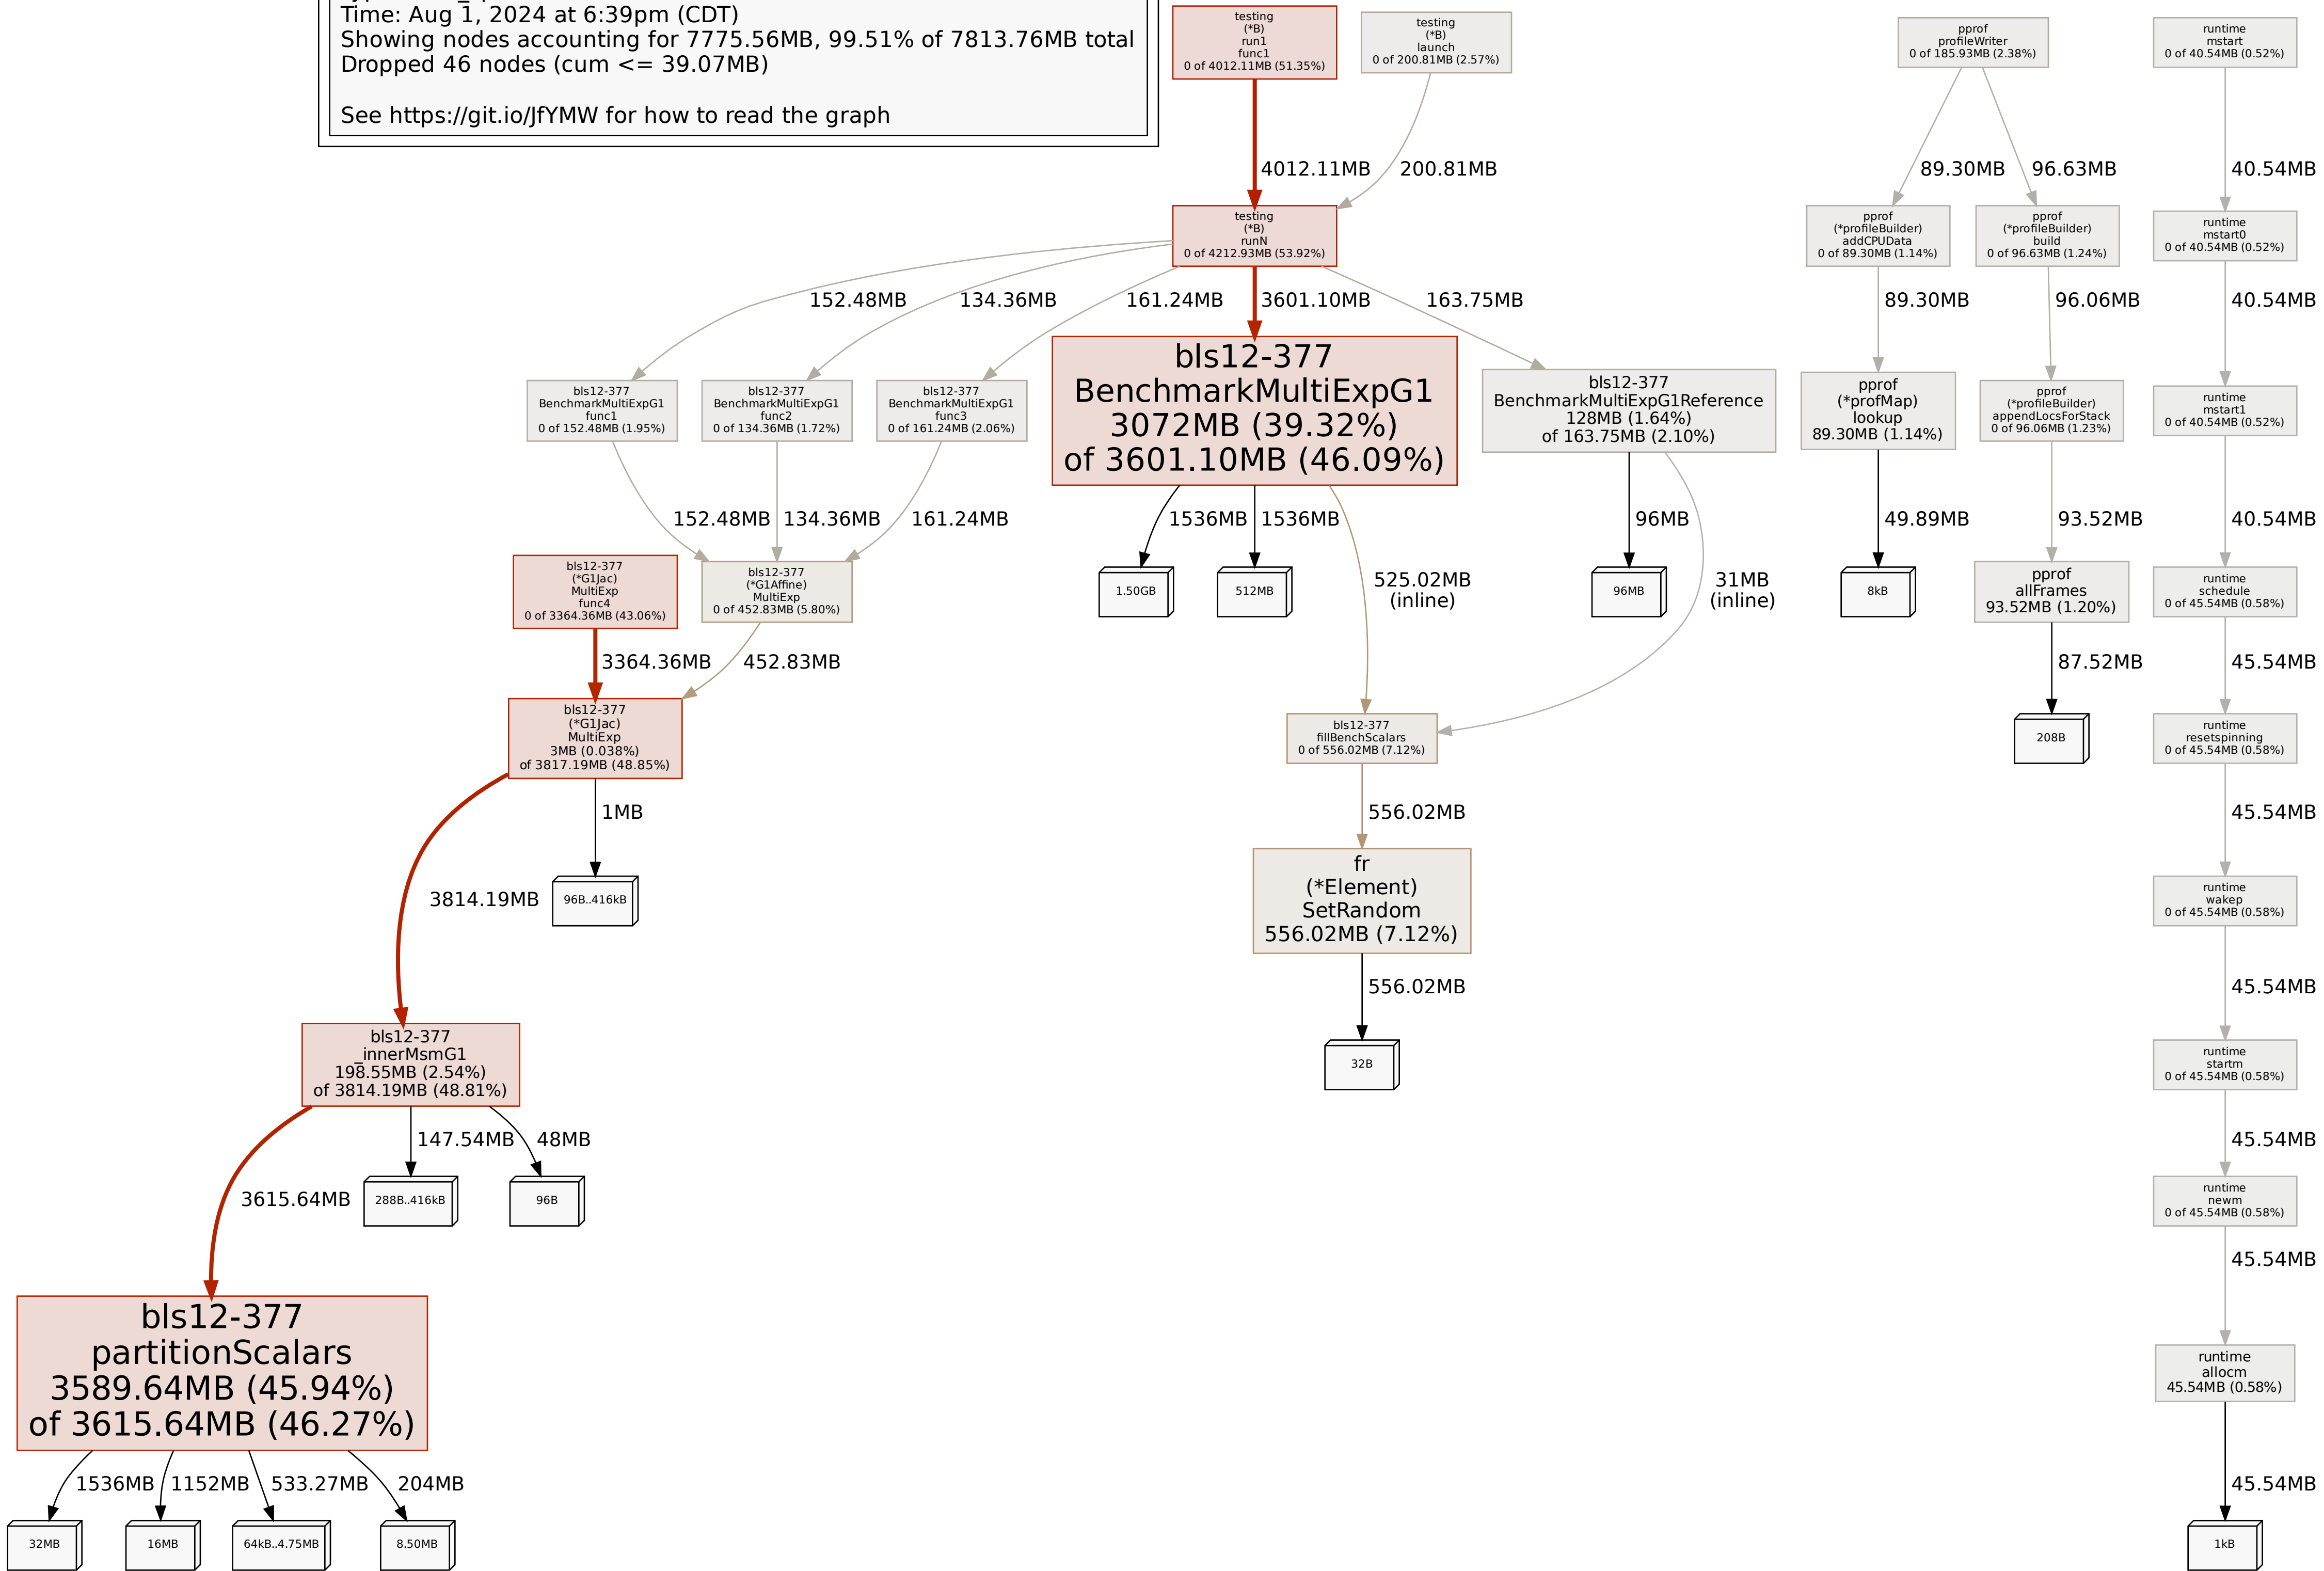 Time: Aug 1, 2024 at 6:39pm (CDT)
Showing nodes accounting for 7775.56MB, 99.51% of 7813.76MB total
Dropped 46 nodes (cum <= 39.07MB)
See https://git.io/JfYMW for how to read the graph
testing
(*B)
run1
func1
0 of 4012.11MB (51.35%)
testing
(*B)
launch
0 of 200.81MB (2.57%)
pprof
profileWriter
0 of 185.93MB (2.38%)
runtime
mstart
0 of 40.54MB (0.52%)
4012.11MB
200.81MB
89.30MB
96.63MB
40.54MB
testing
(*B)
runN
0 of 4212.93MB (53.92%)
pprof
(*profileBuilder)
addCPUData
0 of 89.30MB (1.14%)
pprof
(*profileBuilder)
build
0 of 96.63MB (1.24%)
runtime
mstart0
0 of 40.54MB (0.52%)
152.48MB
134.36MB
161.24MB
3601.10MB
163.75MB
89.30MB
96.06MB
40.54MB
bls12-377
BenchmarkMultiExpG1
func1
0 of 152.48MB (1.95%)
bls12-377
BenchmarkMultiExpG1
func2
0 of 134.36MB (1.72%)
bls12-377
BenchmarkMultiExpG1
func3
0 of 161.24MB (2.06%)
bls12-377
BenchmarkMultiExpG1
3072MB (39.32%)
of 3601.10MB (46.09%)
bls12-377
BenchmarkMultiExpG1Reference
128MB (1.64%)
of 163.75MB (2.10%)
pprof
(*profMap)
lookup
89.30MB (1.14%)
pprof
(*profileBuilder)
appendLocsForStack
0 of 96.06MB (1.23%)
runtime
mstart1
0 of 40.54MB (0.52%)
152.48MB
134.36MB
161.24MB
1536MB
1536MB
525.02MB
(inline)
96MB
31MB
(inline)
49.89MB
93.52MB
40.54MB
bls12-377
(*G1Jac)
MultiExp
func4
0 of 3364.36MB (43.06%)
bls12-377
(*G1Affine)
MultiExp
0 of 452.83MB (5.80%)
1.50GB
512MB
96MB
8kB
pprof
allFrames
93.52MB (1.20%)
runtime
schedule
0 of 45.54MB (0.58%)
3364.36MB
452.83MB
87.52MB
45.54MB
bls12-377
(*G1Jac)
MultiExp
3MB (0.038%)
of 3817.19MB (48.85%)
bls12-377
fillBenchScalars
0 of 556.02MB (7.12%)
208B
runtime
resetspinning
0 of 45.54MB (0.58%)
3814.19MB
1MB
556.02MB
45.54MB
96B..416kB
fr
(*Element)
SetRandom
556.02MB (7.12%)
runtime
wakep
0 of 45.54MB (0.58%)
556.02MB
45.54MB
bls12-377
_innerMsmG1
198.55MB (2.54%)
of 3814.19MB (48.81%)
32B
runtime
startm
0 of 45.54MB (0.58%)
3615.64MB
147.54MB
48MB
45.54MB
288B..416kB
96B
runtime
newm
0 of 45.54MB (0.58%)
45.54MB
bls12-377
partitionScalars
3589.64MB (45.94%)
of 3615.64MB (46.27%)
runtime
allocm
45.54MB (0.58%)
1536MB
1152MB
533.27MB
204MB
45.54MB
32MB
16MB
64kB..4.75MB
8.50MB
1kB